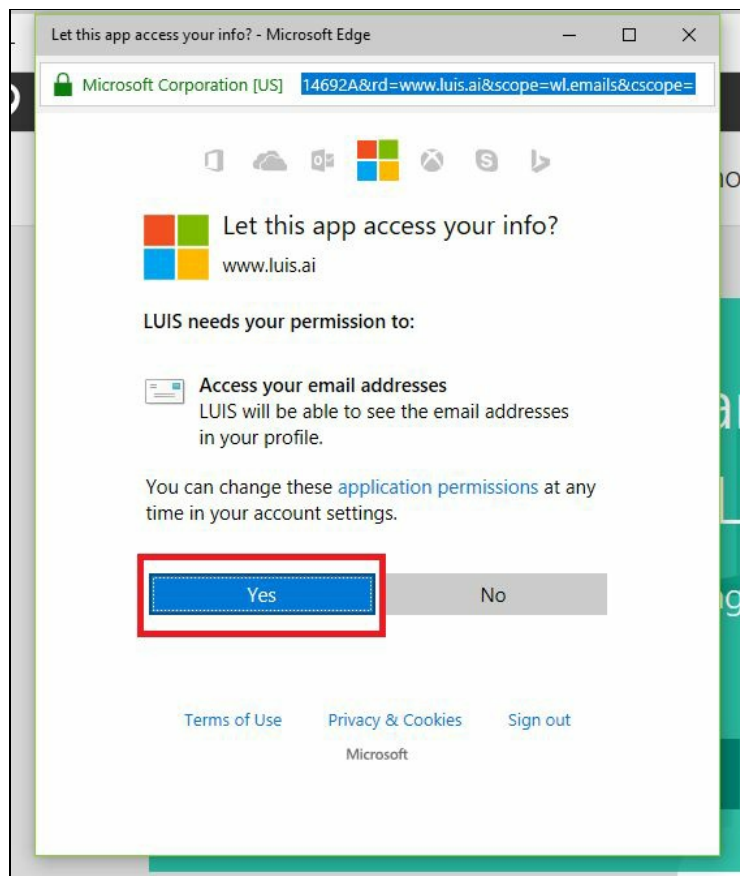 Let this app access your info? - Microsoft Edge
Microsoft Corporation [US] 14692A&rd=www.luis.ai&scope=wl.emails&cscope=
Let this app access your info?
www.luis.ai
LUIS needs your permission to:
Access your email addresses
LUIS will be able to see the email addresses
in your profile.
You can change these application permissions at any
time in your account settings.
Yes No
Terms of Use Privacy & Cookies Sign out
Microsoft